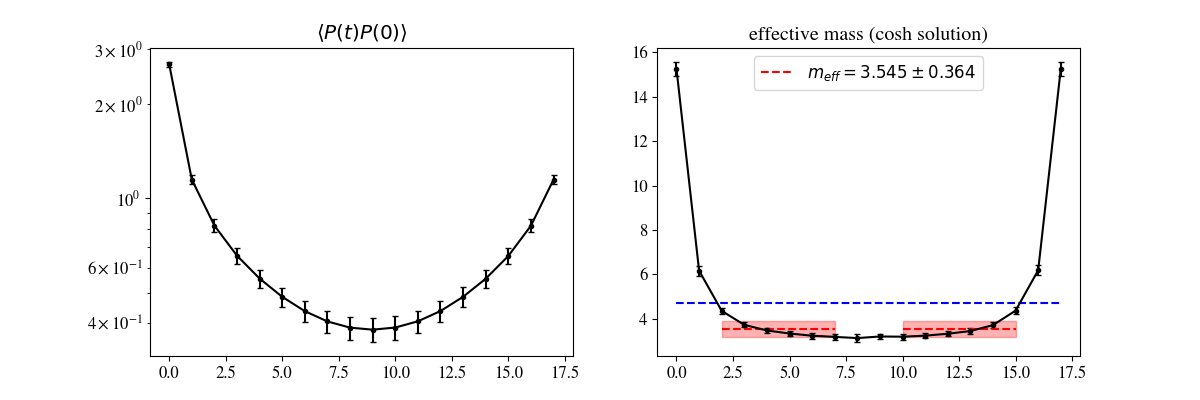 ⟨P(t)P(0)⟩
3 × 10⁰
2 × 10⁰
10⁰
6 × 10⁻¹
4 × 10⁻¹
0.0 2.5 5.0 7.5 10.0 12.5 15.0 17.5
effective mass (cosh solution)
m_eff = 3.545 ± 0.364
16
14
12
10
8
6
4
0.0 2.5 5.0 7.5 10.0 12.5 15.0 17.5